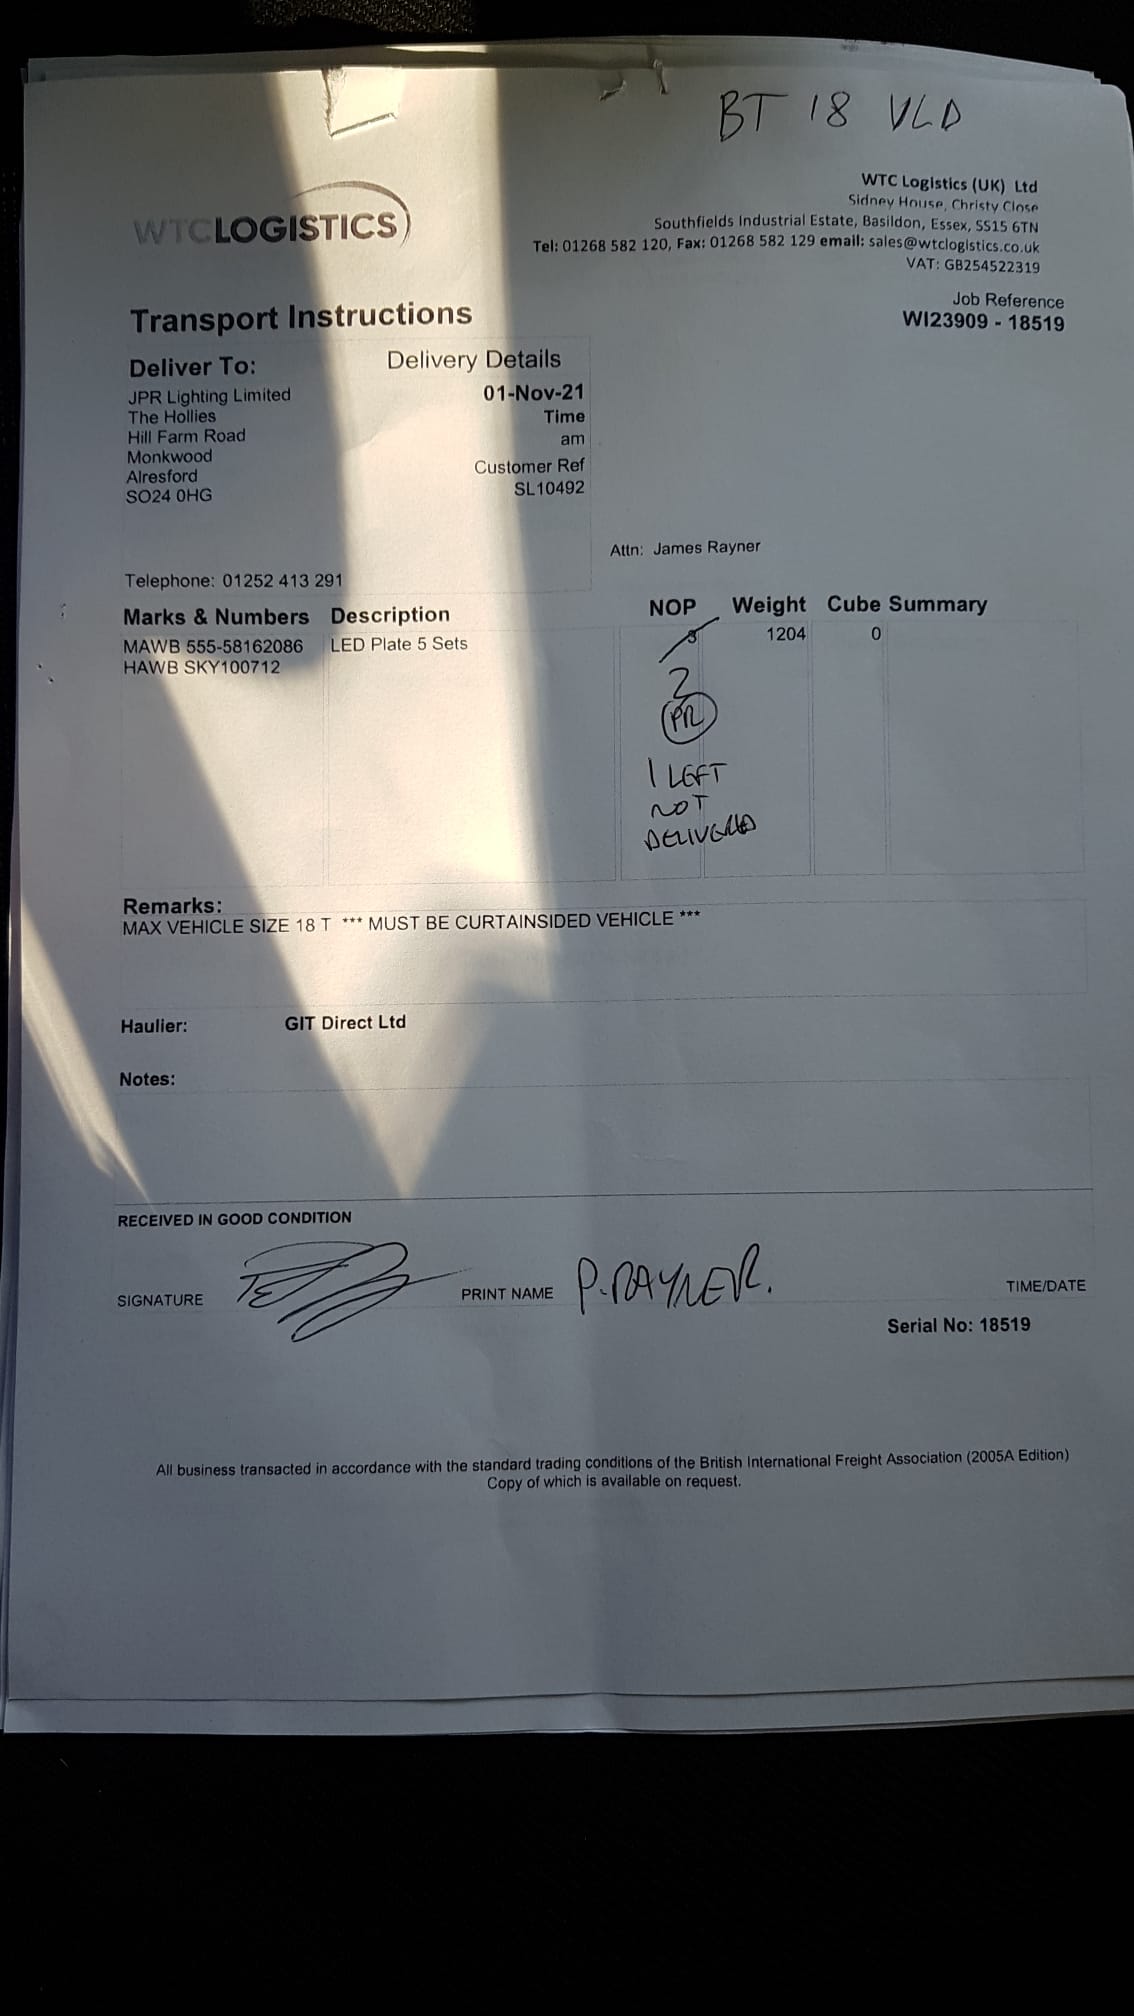 BT 18 VLD
WTCLOGISTICS
WTC Logistics (UK) Ltd
Sidney House, Christy Close
Southfields Industrial Estate, Basildon, Essex, SS15 6TN
Tel: 01268 582 120, Fax: 01268 582 129 email: sales@wtclogistics.co.uk
VAT: GB254522319
Job Reference
WI23909 - 18519
Transport Instructions
Deliver To:
JPR Lighting Limited
The Hollies
Hill Farm Road
Monkwood
Alresford
SO24 0HG
Delivery Details
01-Nov-21
Time
am
Customer Ref
SL10492
Attn: James Rayner
Telephone: 01252 413 291
Marks & Numbers Description NOP Weight Cube Summary
MAWB 555-58162086 LED Plate 5 Sets 1204 0
HAWB SKY100712
2
PR
1 LEFT
NOT
DELIVERED
Remarks:
MAX VEHICLE SIZE 18 T *** MUST BE CURTAINSIDED VEHICLE ***
Haulier: GIT Direct Ltd
Notes:
RECEIVED IN GOOD CONDITION
SIGNATURE PRINT NAME P.RAYNER. TIME/DATE
Serial No: 18519
All business transacted in accordance with the standard trading conditions of the British International Freight Association (2005A Edition)
Copy of which is available on request.